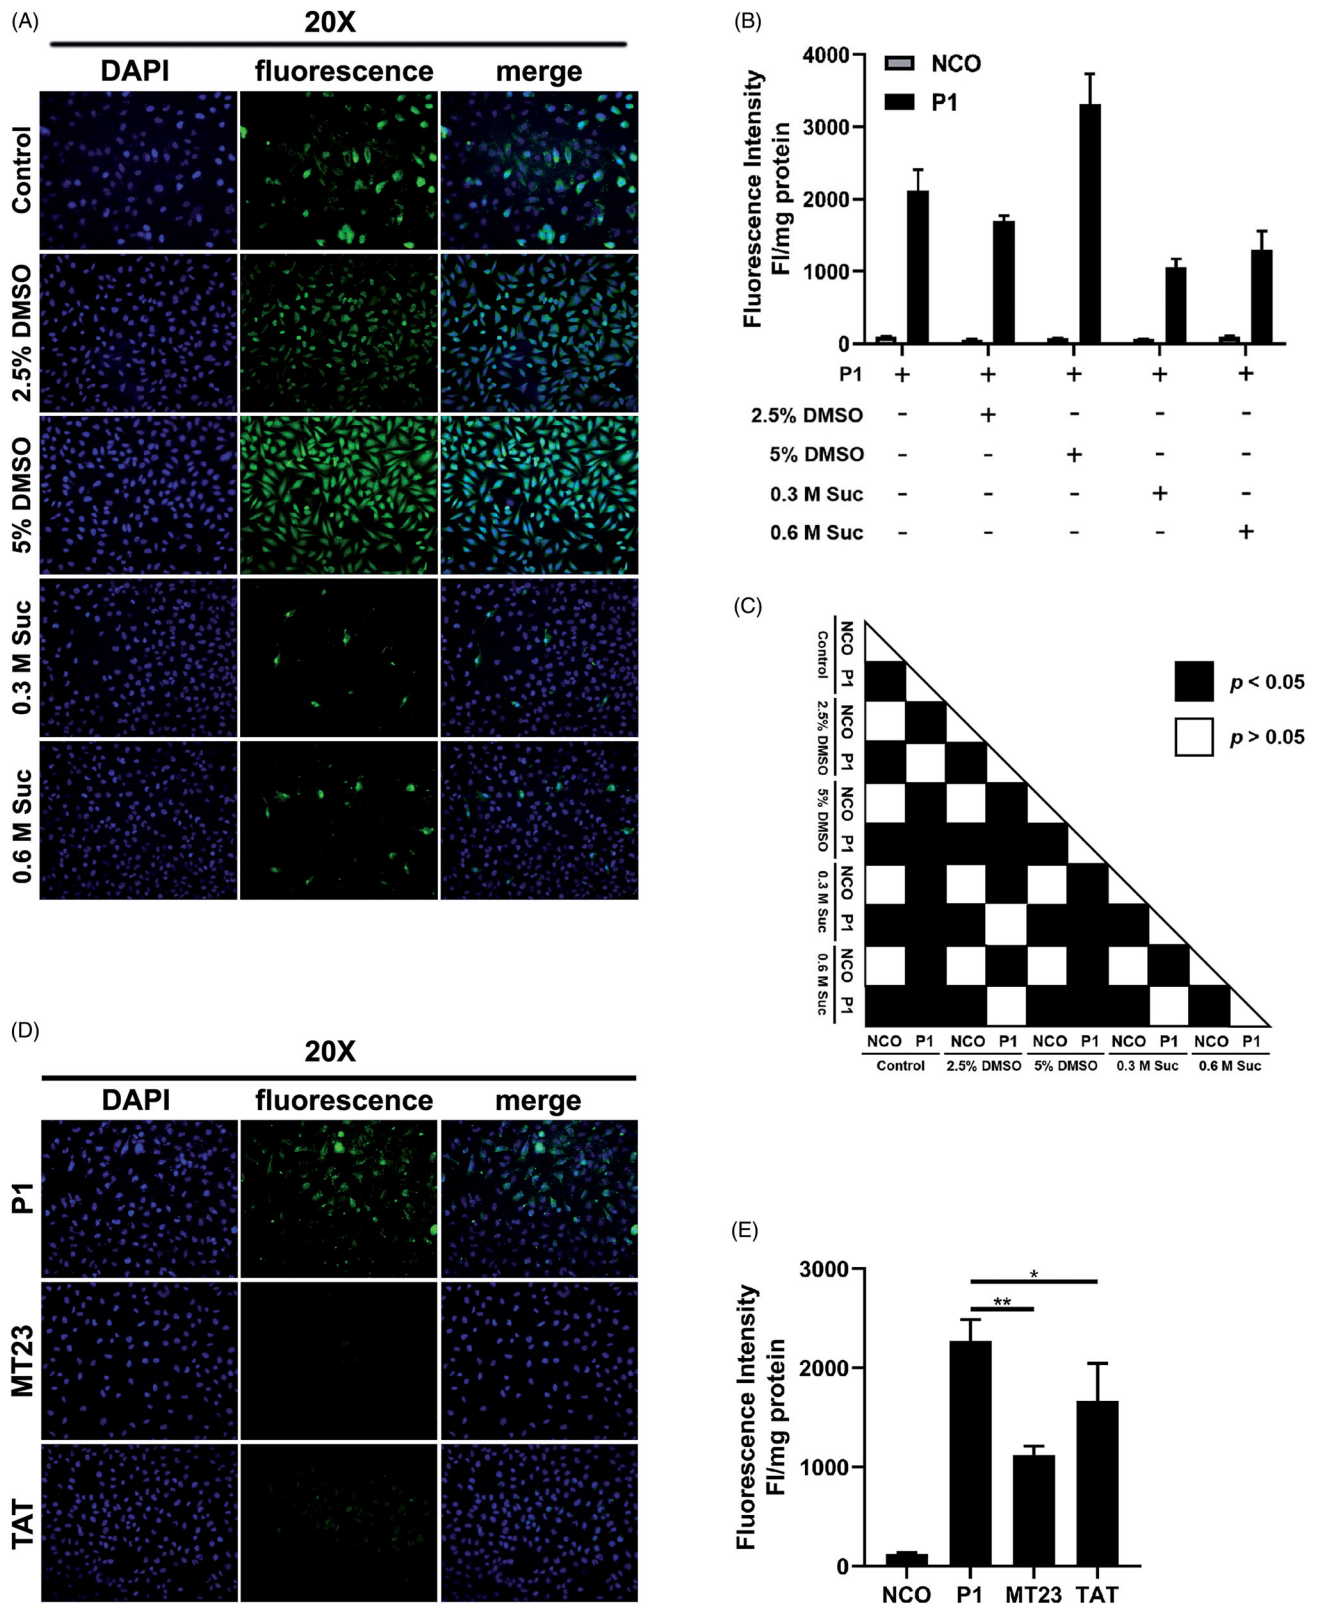 (A)
20X
DAPI fluorescence merge
Control
2.5% DMSO
5% DMSO
0.3 M Suc
0.6 M Suc
(B)
Fluorescence Intensity
FI/mg protein
4000
3000
2000
1000
0
NCO
P1
P1 + + + + +
2.5% DMSO - + - - -
5% DMSO - - + - -
0.3 M Suc - - - + -
0.6 M Suc - - - - +
(C)
Control
NCO
P1
2.5% DMSO
NCO
P1
5% DMSO
NCO
P1
0.3 M Suc
NCO
P1
0.6 M Suc
NCO
P1
p < 0.05
p > 0.05
NCO P1 NCO P1 NCO P1 NCO P1 NCO P1
Control 2.5% DMSO 5% DMSO 0.3 M Suc 0.6 M Suc
(D)
20X
DAPI fluorescence merge
P1
MT23
TAT
(E)
Fluorescence Intensity
FI/mg protein
3000
2000
1000
0
*
**
NCO P1 MT23 TAT